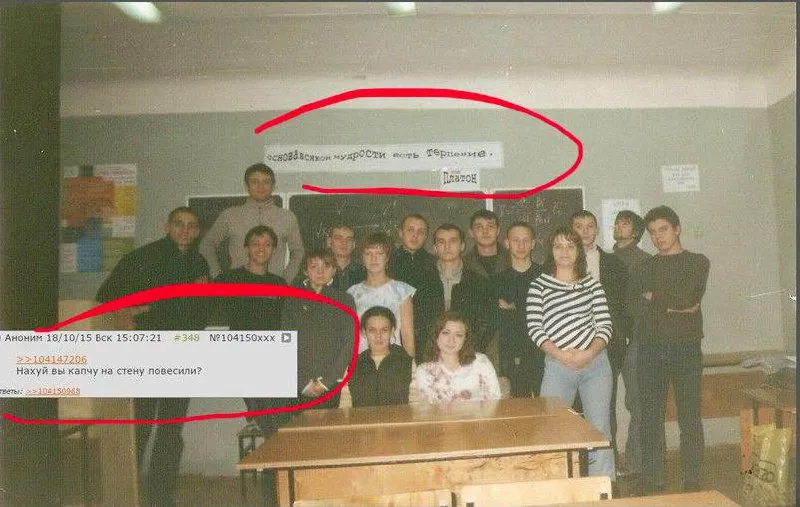 основа всякой мудрости есть терпение.
Платон
Аноним 18/10/15 Вск 15:07:21 #348 №104150xxx
>>104147206
Нахуй вы капчу на стену повесили?
тветы: >>104150968